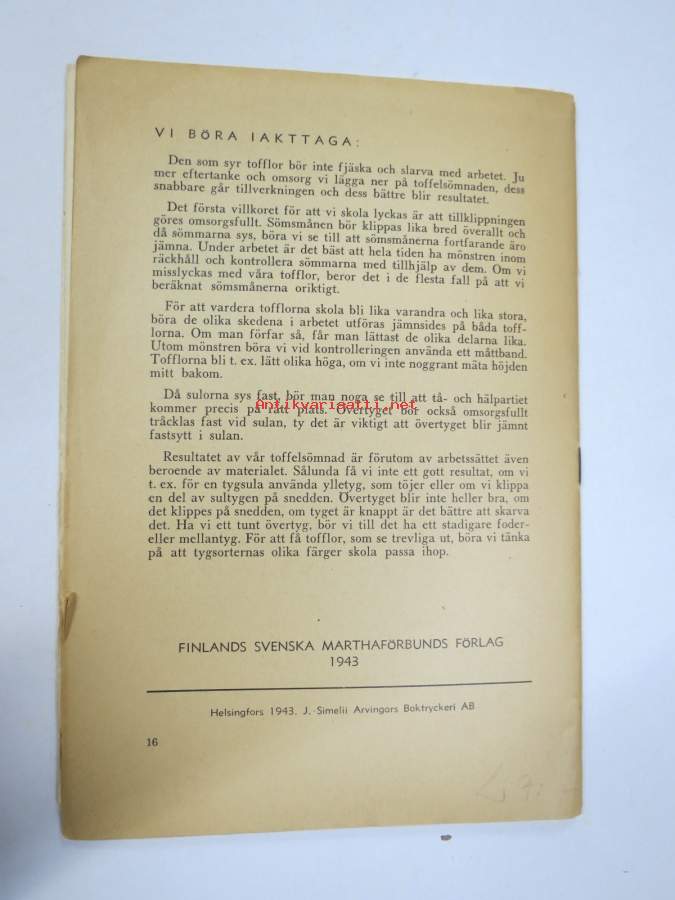 VI BÖRA IAKTTAGA:
Den som syr tofflor bör inte fjäska och slarva med arbetet. Ju
mer eftertanke och omsorg vi lägga ner på toffelsömnaden, dess
snabbare går tillverkningen och dess bättre blir resultatet.
Det första villkoret för att vi skola lyckas är att tillklippningen
göres omsorgsfullt. Sömsmånen bör klippas lika bred överallt och
då sömmarna sys, böra vi se till att sömsmånerna fortfarande äro
jämna. Under arbetet är det bäst att hela tiden ha mönstren inom
räckhåll och kontrollera sömmarna med tillhjälp av dem. Om vi
misslyckas med våra tofflor, beror det i de flesta fall på att vi
beräknat sömsmånerna oriktigt.
För att vardera tofflorna skola bli lika varandra och lika stora,
böra de olika skedena i arbetet utföras jämnsides på båda toff-
lorna. Om man förfar så, får man lättast de olika delarna lika.
Utom mönstren böra vi vid kontrolleringen använda ett måttband.
Tofflorna bli t. ex. lätt olika höga, om vi inte noggrant mäta höjden
mitt bakom.
Då sulorna sys fast, bör man noga se till att tå- och hälpartiet
kommer precis på rätt plats. Övertyget bör också omsorgsfullt
tråcklas fast vid sulan, ty det är viktigt att övertyget blir jämnt
fastsytt i sulan.
Antikvariaatti.net
Resultatet av vår toffelsömnad är förutom av arbetssättet även
beroende av materialet. Sålunda få vi inte ett gott resultat, om vi
t. ex. för en tygsula använda ylletyg, som töjer eller om vi klippa
en del av sultygen på snedden. Övertyget blir inte heller bra, om
det klippes på snedden, om tyget är knappt är det bättre att skarva
det. Ha vi ett tunt övertyg, bör vi till det ha ett stadigare foder-
eller mellantyg. För att få tofflor, som se trevliga ut, böra vi tänka
på att tygsorternas olika färger skola passa ihop.
FINLANDS SVENSKA MARTHAFÖRBUNDS FÖRLAG
1943
Helsingfors 1943. J. Simelii Arvingars Boktryckeri AB
16